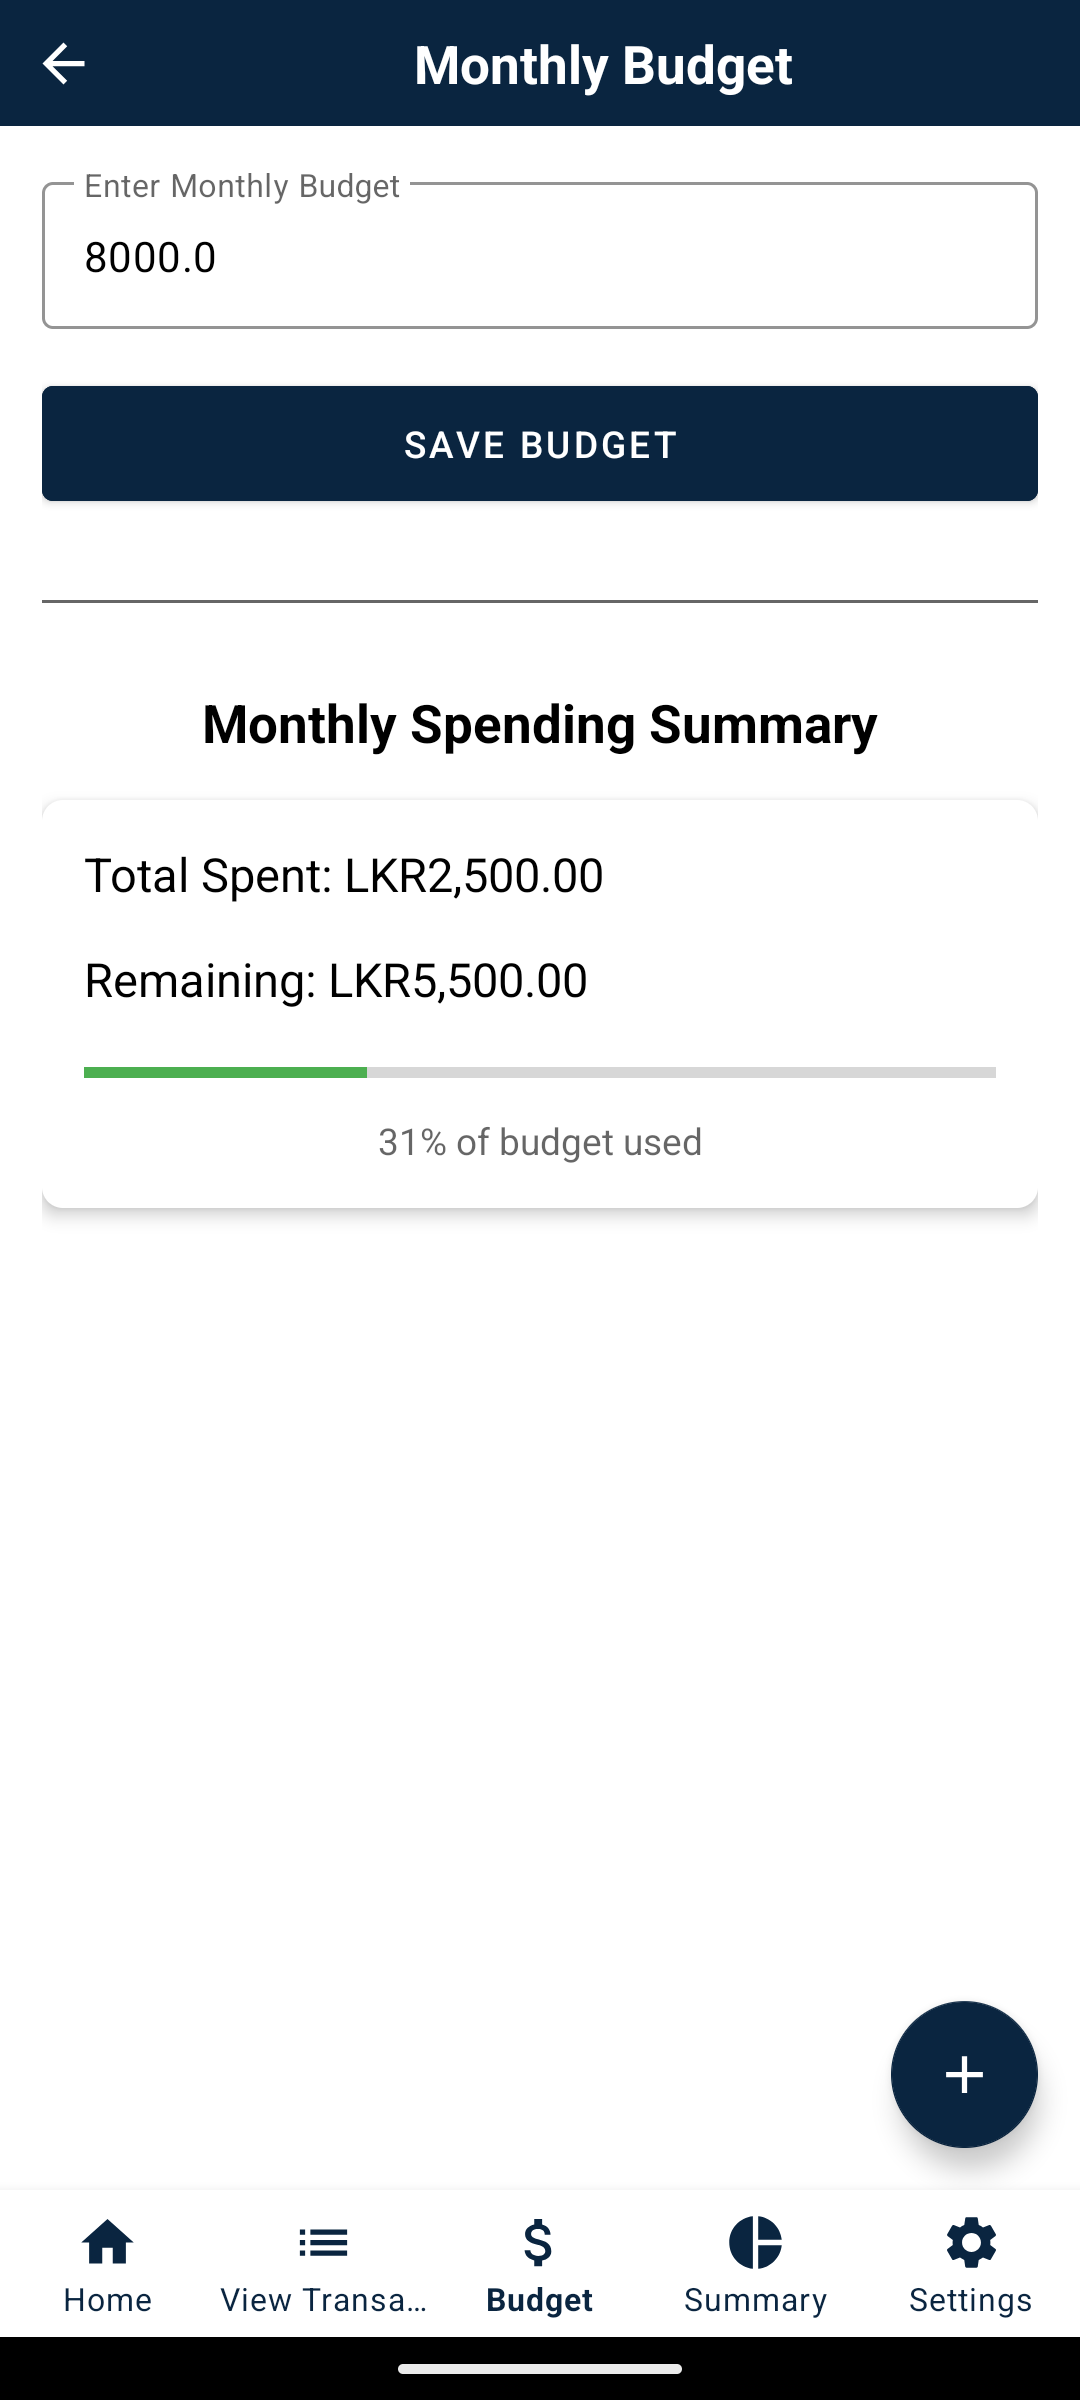 Monthly Budget
Enter Monthly Budget
8000.0
SAVE BUDGET
Monthly Spending Summary
Total Spent: LKR2,500.00
Remaining: LKR5,500.00
31% of budget used
Home
View Transa...
Budget
Summary
Settings